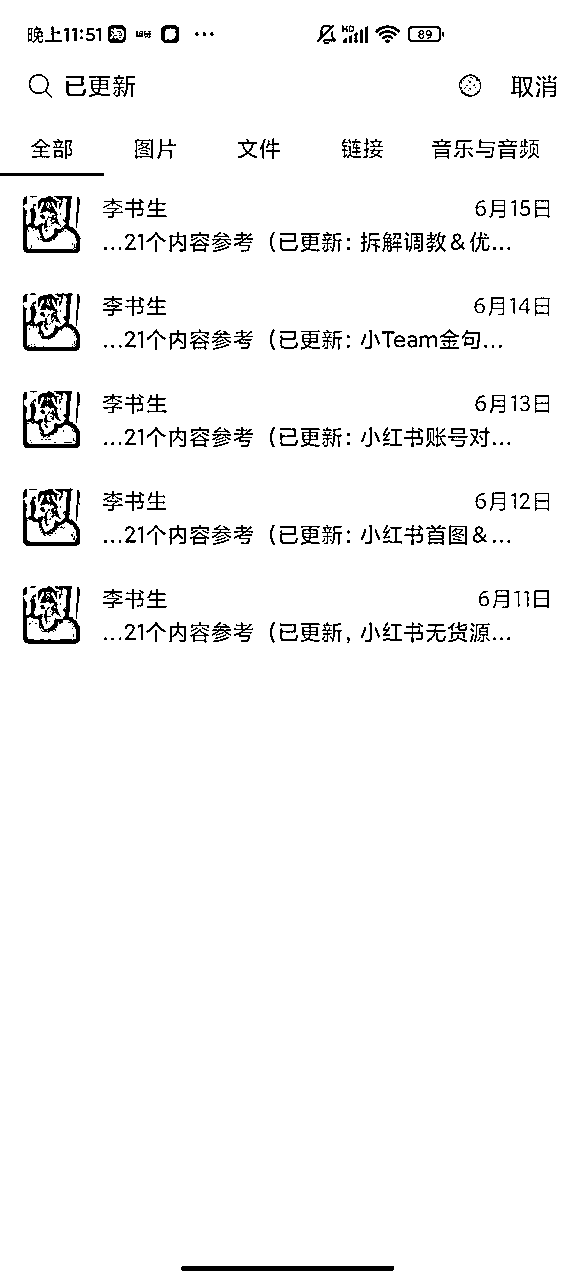 晚上11:51
HD
89
已更新
取消
全部 图片 文件 链接 音乐与音频
李书生 6月15日
...21个内容参考（已更新：拆解调教＆优...
李书生 6月14日
...21个内容参考（已更新：小Team金句...
李书生 6月13日
...21个内容参考（已更新：小红书账号对...
李书生 6月12日
...21个内容参考（已更新：小红书首图＆...
李书生 6月11日
...21个内容参考（已更新，小红书无货源...